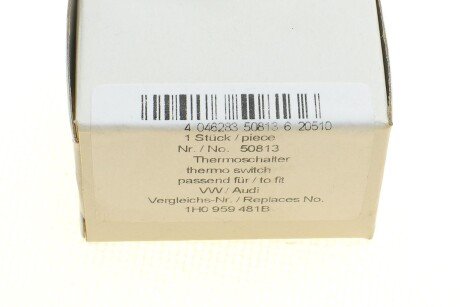 4 046283 50813 6 20510
1 Stück / piece
Nr. / No. 50813
Thermoschalter
thermo switch
passend für / to fit
VW / Audi
Vergleichs-Nr. / Replaces No.
1H0 959 481B